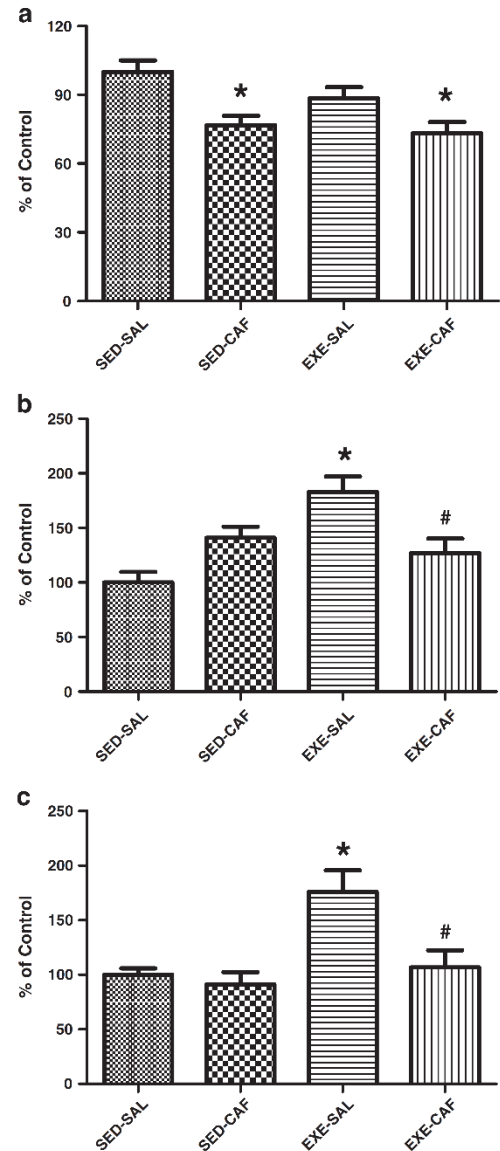 a
120
90
60
30
0
% of Control
*
*
SED-SAL
SED-CAF
EXE-SAL
EXE-CAF
b
250
200
150
100
50
0
% of Control
*
#
SED-SAL
SED-CAF
EXE-SAL
EXE-CAF
c
250
200
150
100
50
0
% of Control
*
#
SED-SAL
SED-CAF
EXE-SAL
EXE-CAF